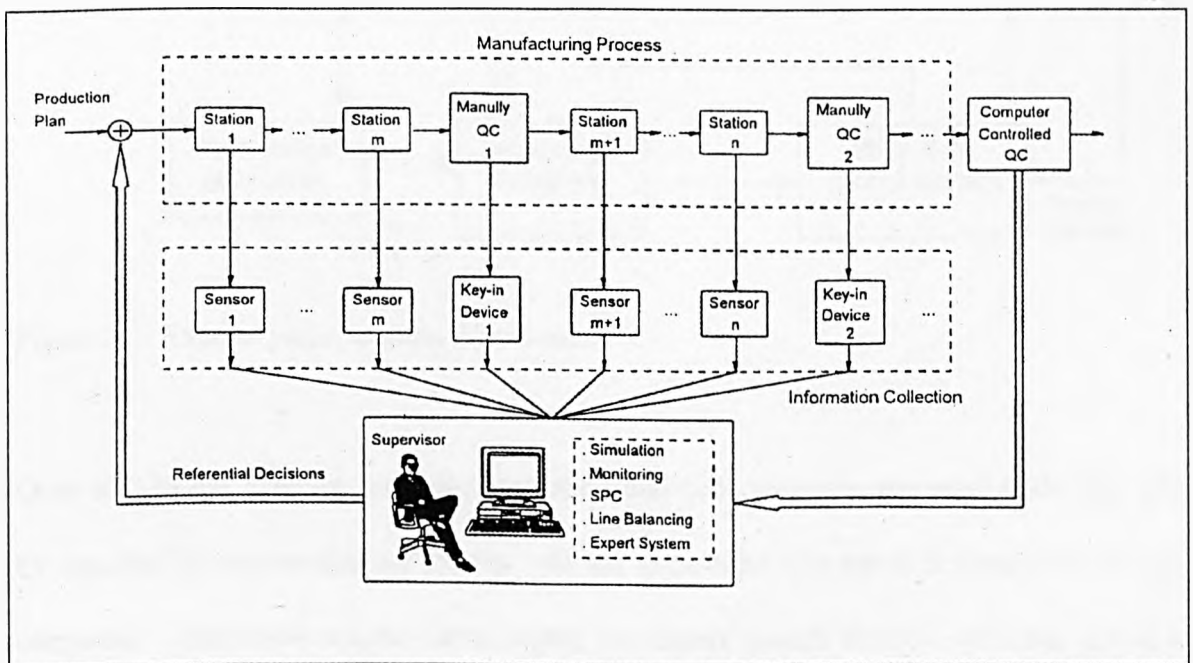 Manufacturing Process
Production
Plan
Station
1
...
Station
m
Manully
QC
1
Station
m+1
...
Station
n
Manully
QC
2
...
Computer
Controlled
QC
Sensor
1
...
Sensor
m
Key-in
Device
1
Sensor
m+1
...
Sensor
n
Key-in
Device
2
...
Information Collection
Supervisor
Referential Decisions
. Simulation
. Monitoring
. SPC
. Line Balancing
. Expert System